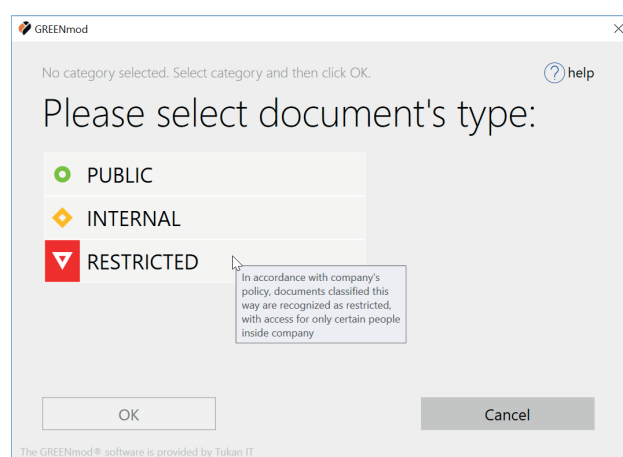 GREENmod
No category selected. Select category and then click OK.
help
Please select document's type:
PUBLIC
INTERNAL
RESTRICTED
In accordance with company's
policy, documents classified this
way are recognized as restricted,
with access for only certain people
inside company
OK
Cancel
The GREENmod® software is provided by Tukan IT